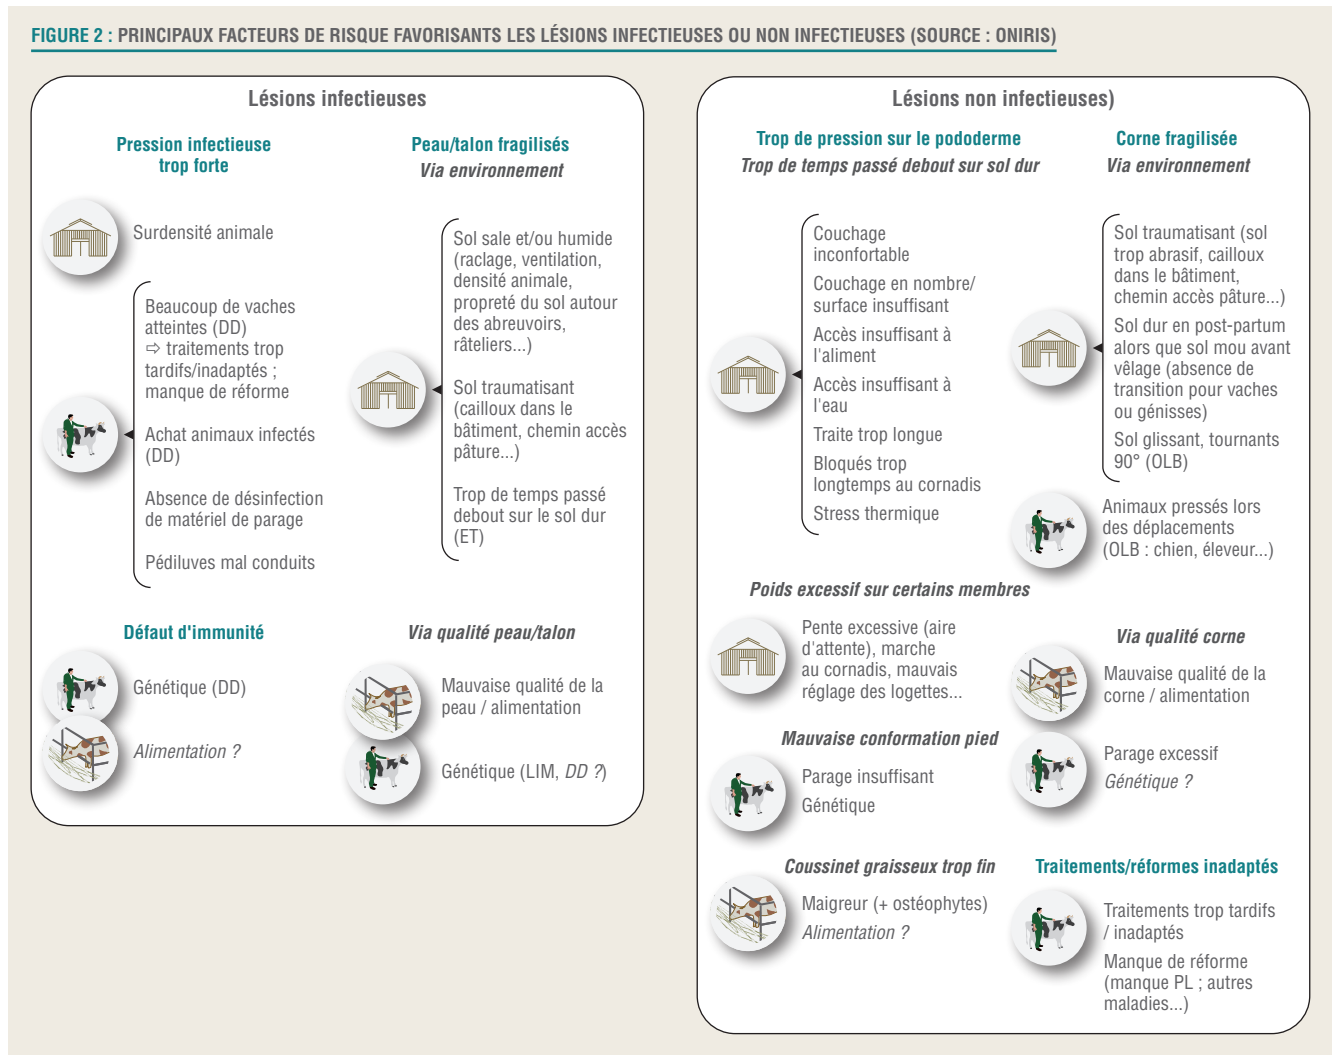 FIGURE 2 : PRINCIPAUX FACTEURS DE RISQUE FAVORISANTS LES LÉSIONS INFECTIEUSES OU NON INFECTIEUSES (SOURCE : ONIRIS)
Lésions infectieuses
Pression infectieuse
trop forte
Surdensité animale
Beaucoup de vaches
atteintes (DD)
⇨ traitements trop
tardifs/inadaptés ;
manque de réforme
Achat animaux infectés
(DD)
Absence de désinfection
de matériel de parage
Pédiluves mal conduits
Défaut d'immunité
Génétique (DD)
Alimentation ?
Peau/talon fragilisés
Via environnement
Sol sale et/ou humide
(raclage, ventilation,
densité animale,
propreté du sol autour
des abreuvoirs,
râteliers...)
Sol traumatisant
(cailloux dans le
bâtiment, chemin accès
pâture...)
Trop de temps passé
debout sur le sol dur
(ET)
Via qualité peau/talon
Mauvaise qualité de la
peau / alimentation
Génétique (LIM, DD ?)
Lésions non infectieuses)
Trop de pression sur le pododerme
Trop de temps passé debout sur sol dur
Couchage
inconfortable
Couchage en nombre/
surface insuffisant
Accès insuffisant à
l'aliment
Accès insuffisant à
l'eau
Traite trop longue
Bloqués trop
longtemps au cornadis
Stress thermique
Poids excessif sur certains membres
Pente excessive (aire
d'attente), marche
au cornadis, mauvais
réglage des logettes...
Mauvaise conformation pied
Parage insuffisant
Génétique
Coussinet graisseux trop fin
Maigreur (+ ostéophytes)
Alimentation ?
Corne fragilisée
Via environnement
Sol traumatisant (sol
trop abrasif, cailloux
dans le bâtiment,
chemin accès pâture...)
Sol dur en post-partum
alors que sol mou avant
vêlage (absence de
transition pour vaches
ou génisses)
Sol glissant, tournants
90° (OLB)
Animaux pressés lors
des déplacements
(OLB : chien, éleveur...)
Via qualité corne
Mauvaise qualité de la
corne / alimentation
Parage excessif
Génétique ?
Traitements/réformes inadaptés
Traitements trop tardifs
/ inadaptés
Manque de réforme
(manque PL ; autres
maladies...)